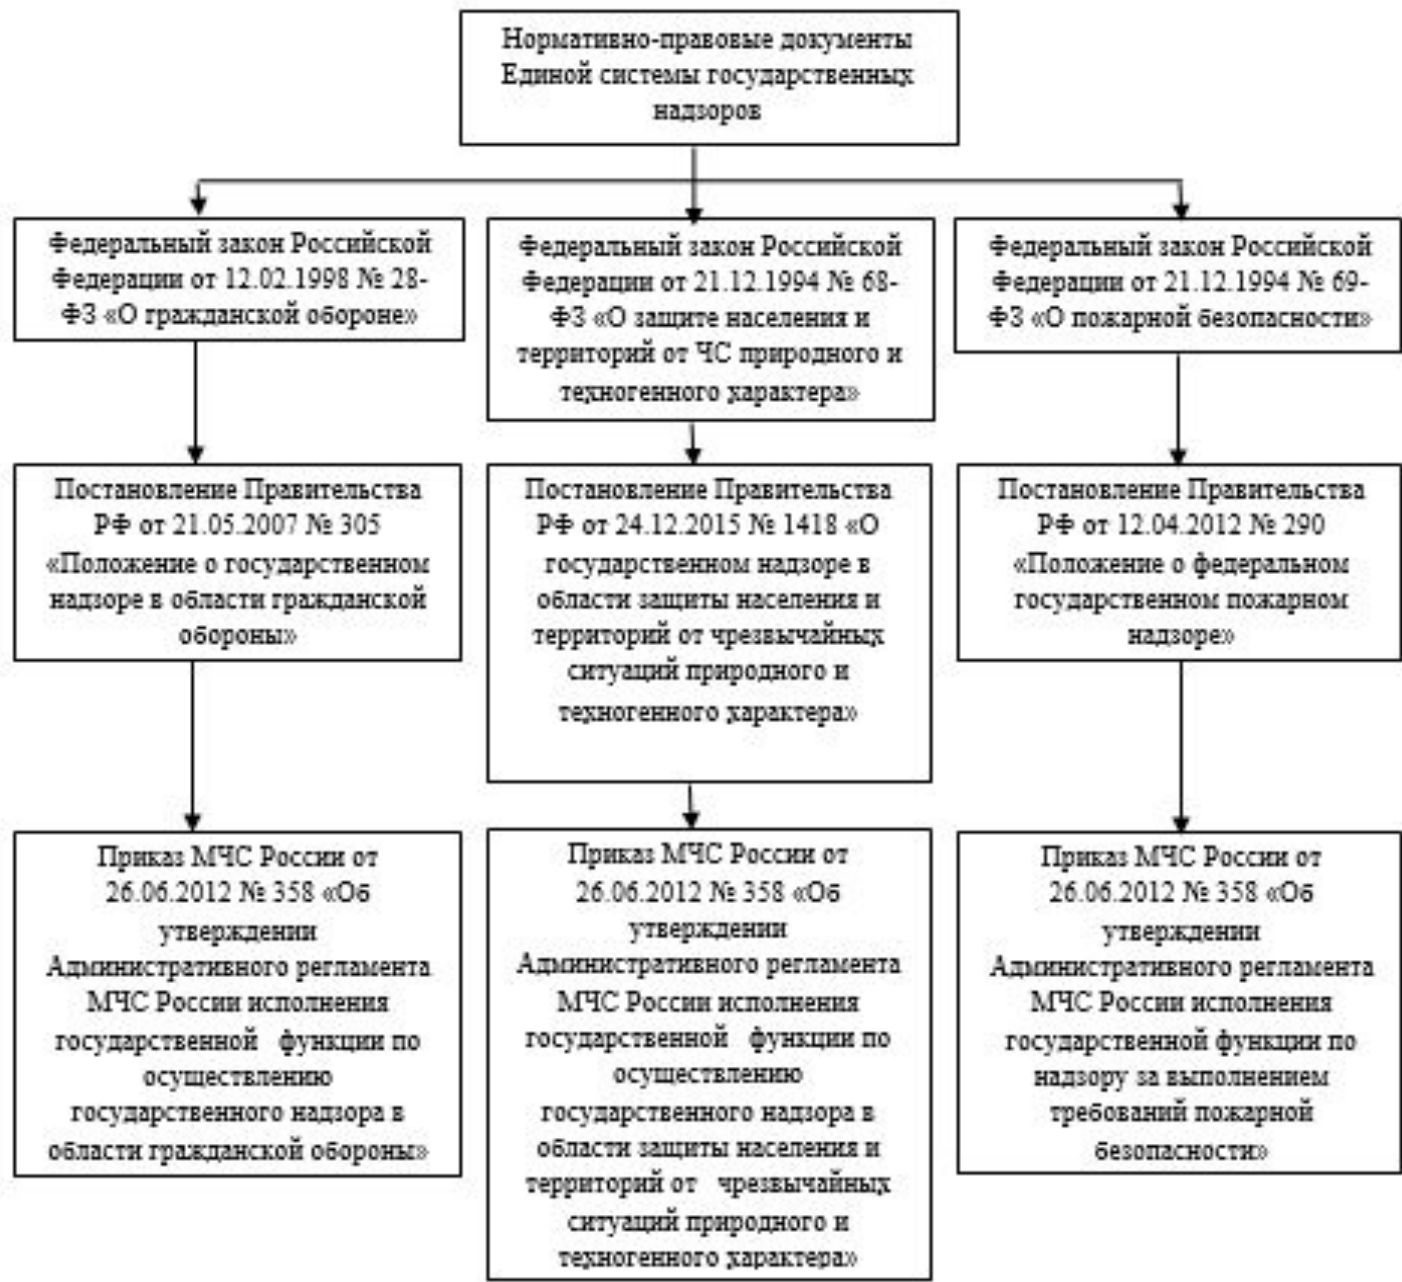 Нормативно-правовые документы
Единой системы государственных
надзоров
Федеральный закон Российской
Федерации от 12.02.1998 № 28-
ФЗ «О гражданской обороне»
Федеральный закон Российской
Федерации от 21.12.1994 № 68-
ФЗ «О защите населения и
территорий от ЧС природного и
техногенного характера»
Федеральный закон Российской
Федерации от 21.12.1994 № 69-
ФЗ «О пожарной безопасности»
Постановление Правительства
РФ от 21.05.2007 № 305
«Положение о государственном
надзоре в области гражданской
обороны»
Постановление Правительства
РФ от 24.12.2015 № 1418 «О
государственном надзоре в
области защиты населения и
территорий от чрезвычайных
ситуаций природного и
техногенного характера»
Постановление Правительства
РФ от 12.04.2012 № 290
«Положение о федеральном
государственном пожарном
надзоре»
Приказ МЧС России от
26.06.2012 № 358 «Об
утверждении
Административного регламента
МЧС России исполнения
государственной функции по
осуществлению
государственного надзора в
области гражданской обороны»
Приказ МЧС России от
26.06.2012 № 358 «Об
утверждении
Административного регламента
МЧС России исполнения
государственной функции по
осуществлению
государственного надзора в
области защиты населения и
территорий от чрезвычайных
ситуаций природного и
техногенного характера»
Приказ МЧС России от
26.06.2012 № 358 «Об
утверждении
Административного регламента
МЧС России исполнения
государственной функции по
надзору за выполнением
требований пожарной
безопасности»